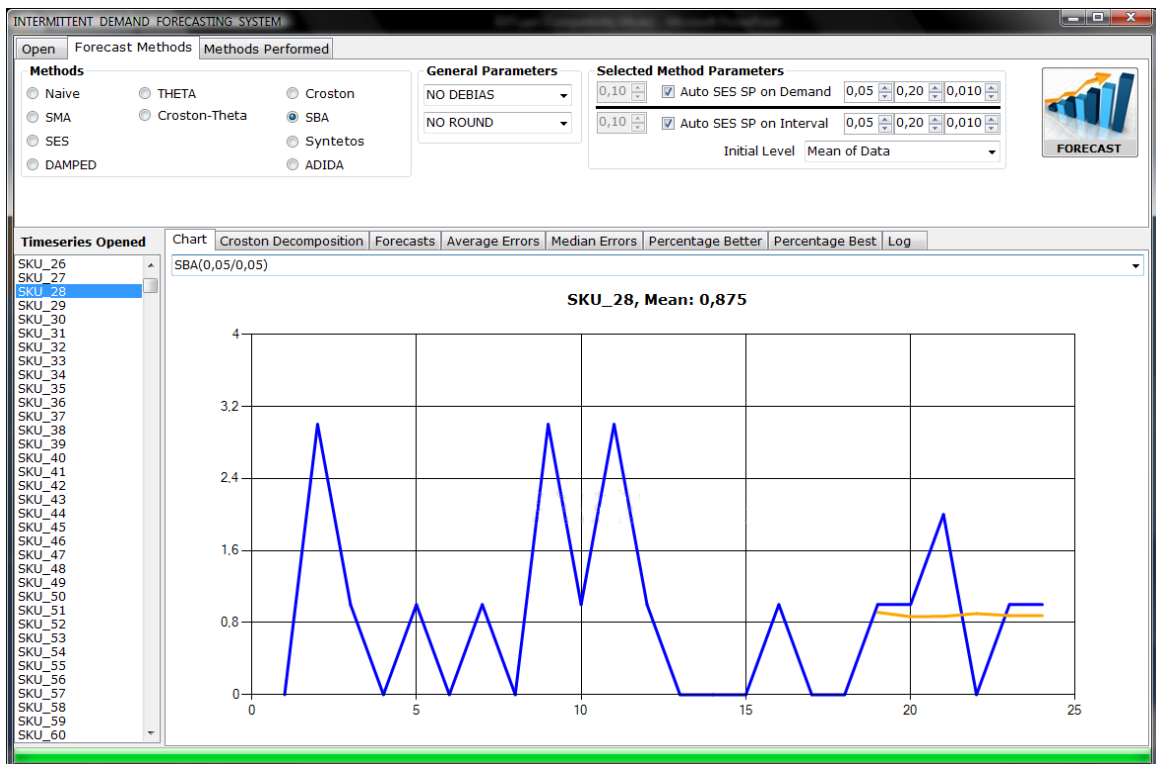 INTERMITTENT DEMAND FORECASTING SYSTEM
Open Forecast Methods Methods Performed
Methods General Parameters Selected Method Parameters
Naive THETA Croston NO DEBIAS 0,10 Auto SES SP on Demand 0,05 0,20 0,010
SMA Croston-Theta SBA NO ROUND 0,10 Auto SES SP on Interval 0,05 0,20 0,010
SES Syntetos Initial Level Mean of Data FORECAST
DAMPED ADIDA
Timeseries Opened Chart Croston Decomposition Forecasts Average Errors Median Errors Percentage Better Percentage Best Log
SBA(0,05/0,05)
SKU_26
SKU_27
SKU_28
SKU_29
SKU_30
SKU_31
SKU_32
SKU_33
SKU_34
SKU_35
SKU_36
SKU_37
SKU_38
SKU_39
SKU_40
SKU_41
SKU_42
SKU_43
SKU_44
SKU_45
SKU_46
SKU_47
SKU_48
SKU_49
SKU_50
SKU_51
SKU_52
SKU_53
SKU_54
SKU_55
SKU_56
SKU_57
SKU_58
SKU_59
SKU_60
SKU_28, Mean: 0,875
4
3,2
2,4
1,6
0,8
0
0 5 10 15 20 25